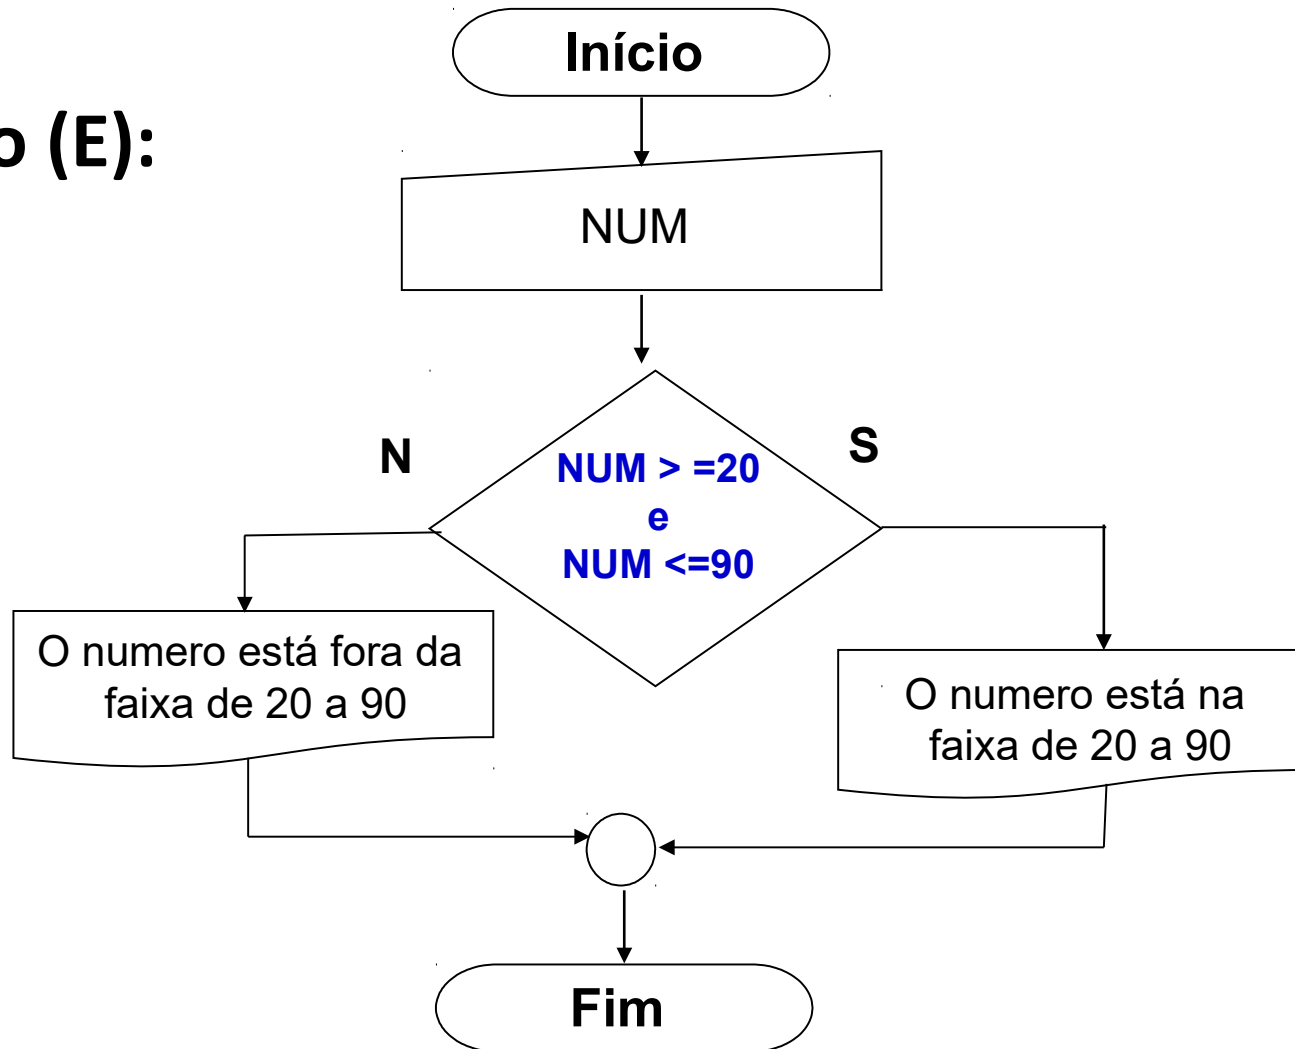 Início
o (E):
NUM
N
S
NUM > =20
e
NUM <=90
O numero está fora da
faixa de 20 a 90
O numero está na
faixa de 20 a 90
Fim